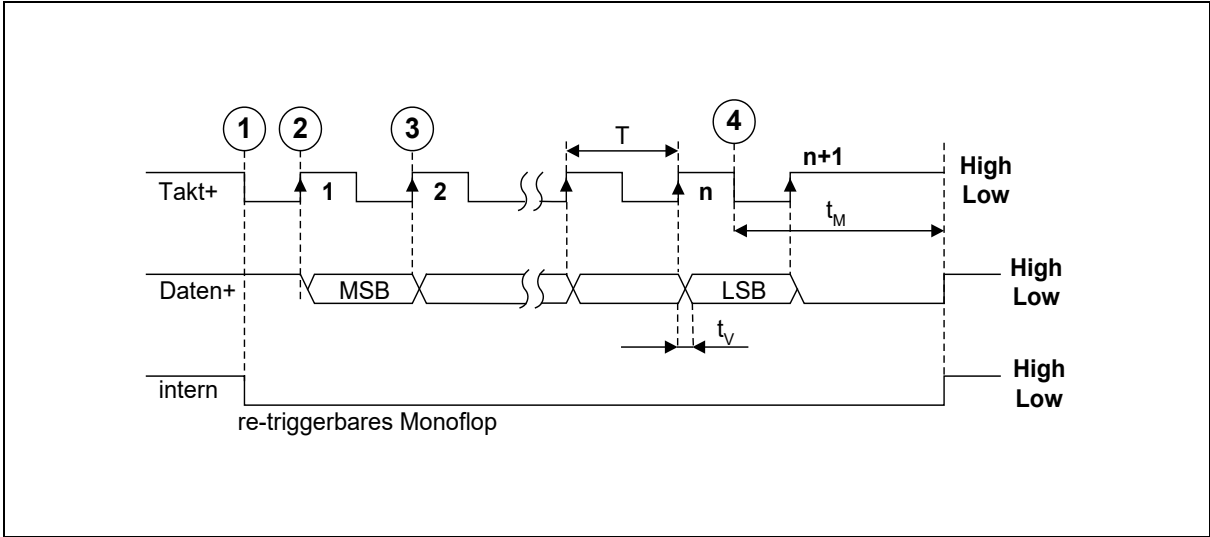 1 2 3 4
T
n+1
Takt+ 1 2 n High
Low
t_M
Daten+ MSB LSB High
Low
t_V
intern High
Low
re-triggerbares Monoflop